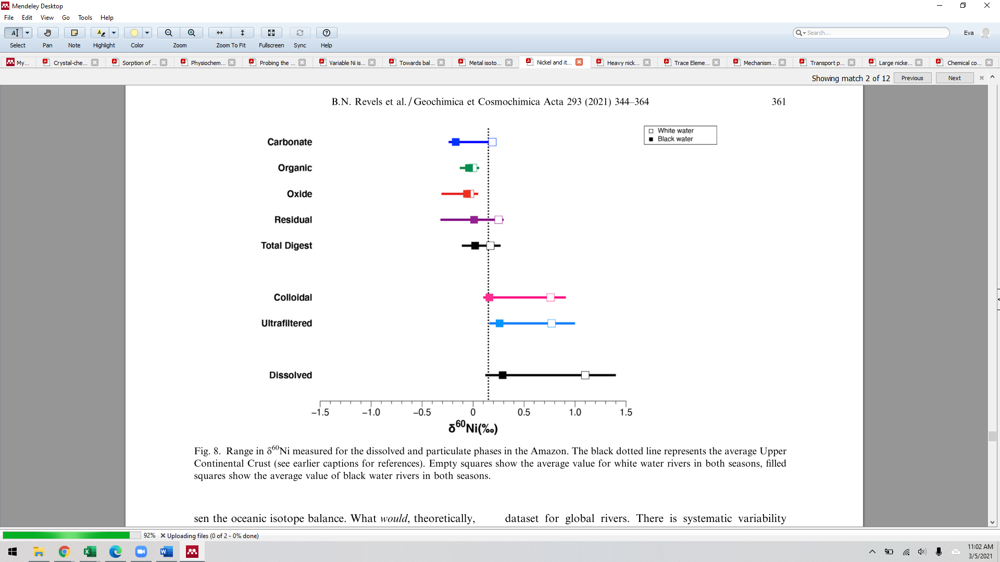 Mendeley Desktop
File Edit View Go Tools Help
Select Pan Note Highlight Color Zoom Zoom To Fit Fullscreen Sync Help
Search...
Eva
My... Crystal-che... Sorption of ... Physiochem... Probing the ... Variable Ni is... Towards bal... Metal isoto... Nickel and it... Heavy nick... Trace Eleme... Mechanism... Transport p... Large nicke... Chemical co...
Showing match 2 of 12 Previous Next
B.N. Revels et al. / Geochimica et Cosmochimica Acta 293 (2021) 344–364 361
White water
Black water
Carbonate
Organic
Oxide
Residual
Total Digest
Colloidal
Ultrafiltered
Dissolved
−1.5 −1.0 −0.5 0 0.5 1.0 1.5
δ⁶⁰Ni(‰)
Fig. 8. Range in δ⁶⁰Ni measured for the dissolved and particulate phases in the Amazon. The black dotted line represents the average Upper
Continental Crust (see earlier captions for references). Empty squares show the average value for white water rivers in both seasons, filled
squares show the average value of black water rivers in both seasons.
sen the oceanic isotope balance. What would, theoretically,
dataset for global rivers. There is systematic variability
92% Uploading files (0 of 2 - 0% done)
11:02 AM
3/5/2021